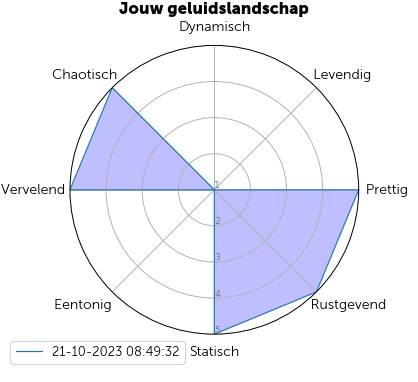 Jouw geluidslandschap
Dynamisch
Chaotisch
Levendig
Vervelend
Prettig
1
2
3
4
5
Eentonig
Rustgevend
Statisch
21-10-2023 08:49:32